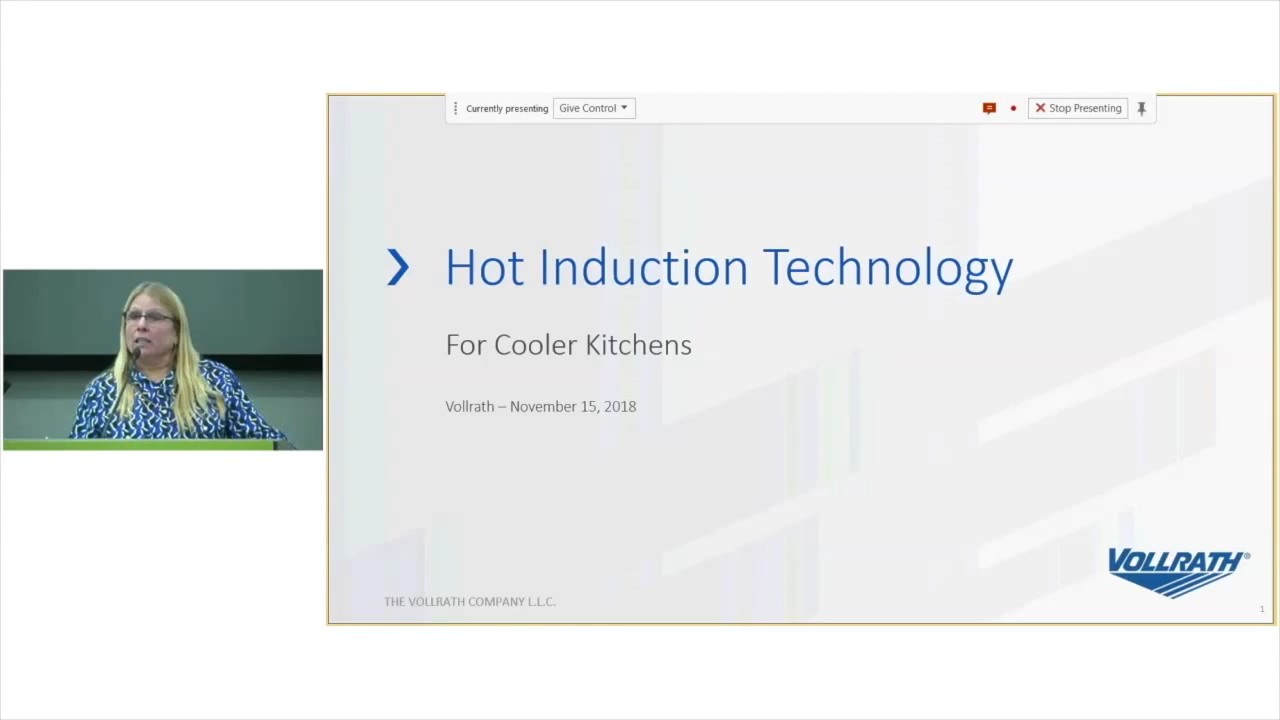 Currently presenting Give Control Stop Presenting
Hot Induction Technology
For Cooler Kitchens
Vollrath – November 15, 2018
VOLLRATH®
THE VOLLRATH COMPANY L.L.C.
1